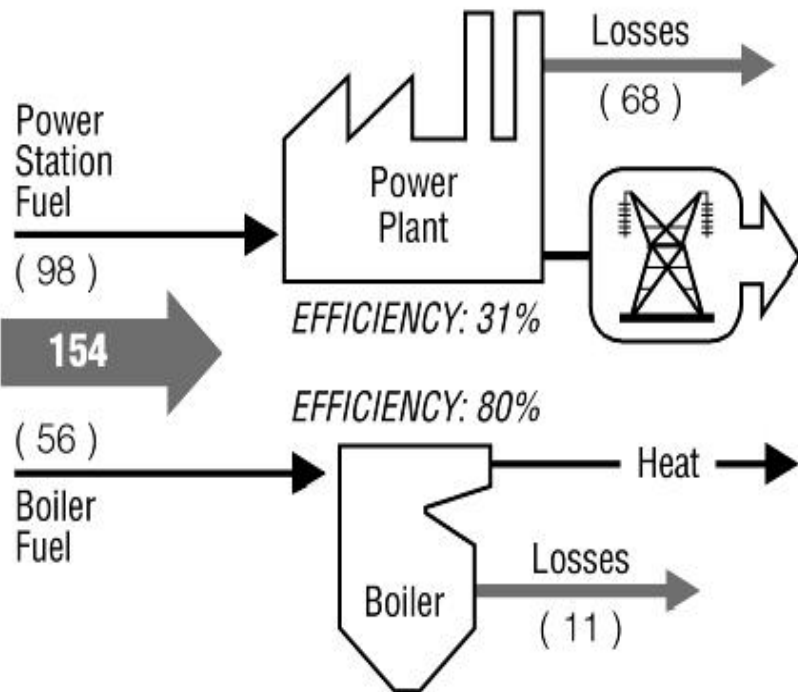 Losses
( 68 )
Power
Station
Fuel
( 98 )
Power
Plant
EFFICIENCY: 31%
154
EFFICIENCY: 80%
( 56 )
Boiler
Fuel
Heat
Boiler
Losses
( 11 )